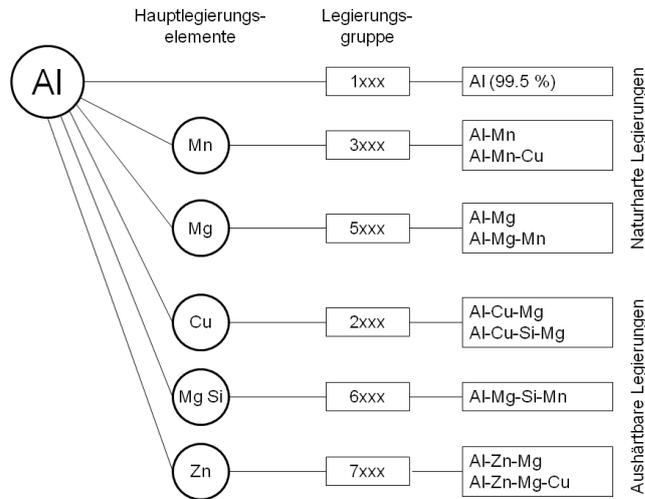 Hauptlegierungs-
elemente
Legierungs-
gruppe
Al
1xxx
Al (99.5 %)
Mn
3xxx
Al-Mn
Al-Mn-Cu
Mg
5xxx
Al-Mg
Al-Mg-Mn
Naturharte Legierungen
Cu
2xxx
Al-Cu-Mg
Al-Cu-Si-Mg
Mg Si
6xxx
Al-Mg-Si-Mn
Zn
7xxx
Al-Zn-Mg
Al-Zn-Mg-Cu
Aushärtbare Legierungen